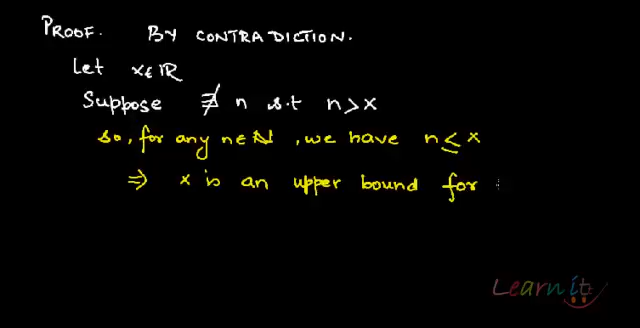 PROOF. BY CONTRADICTION.
Let x∈ℝ
Suppose ∄ n s.t n>x
so, for any n∈ℕ, we have n≤x
⇒ x is an upper bound for
Learnit